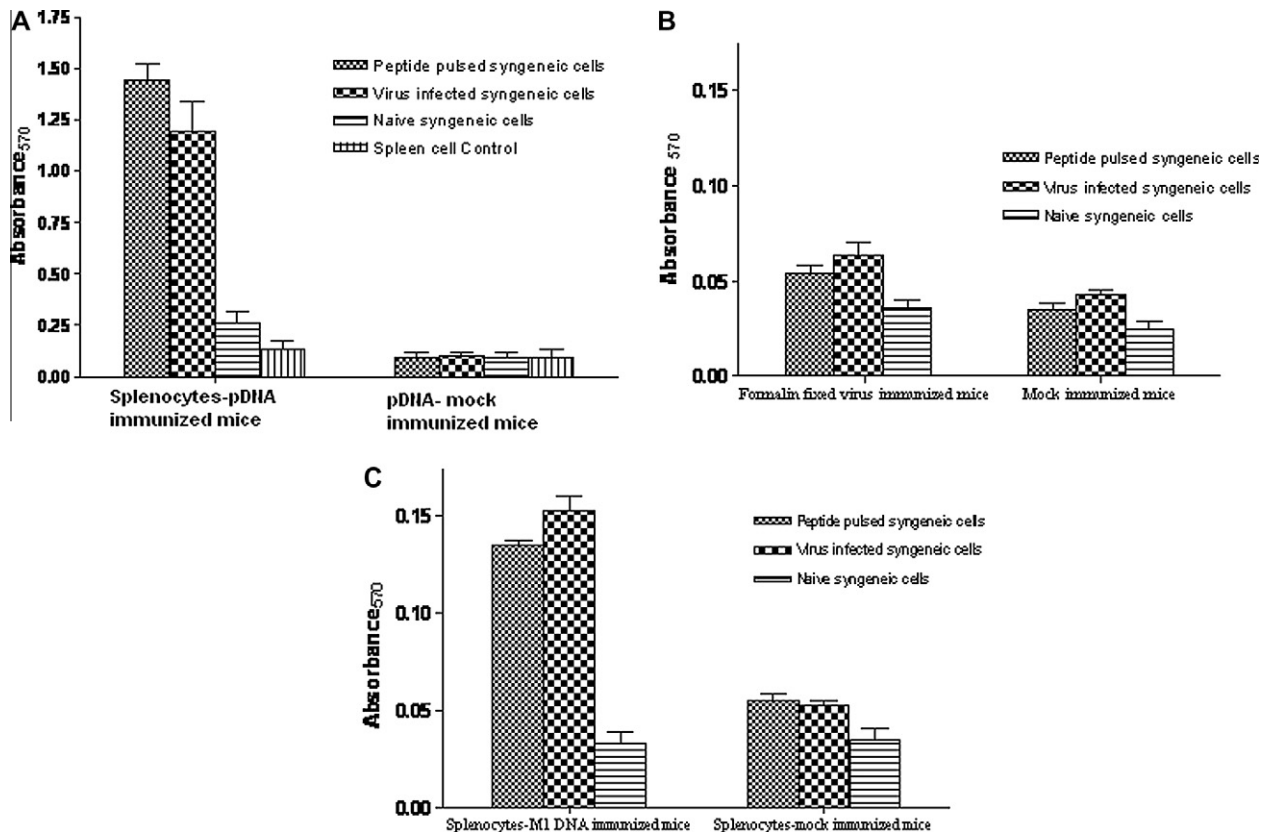 A
1.75
1.50
1.25
1.00
0.75
0.50
0.25
0.00
Absorbance570
Peptide pulsed syngeneic cells
Virus infected syngeneic cells
Naive syngeneic cells
Spleen cell Control
Splenocytes-pDNA
immunized mice
pDNA- mock
immunized mice
B
0.15
0.10
0.05
0.00
Absorbance 570
Peptide pulsed syngeneic cells
Virus infected syngeneic cells
Naive syngeneic cells
Formalin fixed virus immunized mice
Mock immunized mice
C
0.15
0.10
0.05
0.00
Absorbance570
Peptide pulsed syngeneic cells
Virus infected syngeneic cells
Naive syngeneic cells
Splenocytes-M1 DNA immunized mice
Splenocytes-mock immunized mice